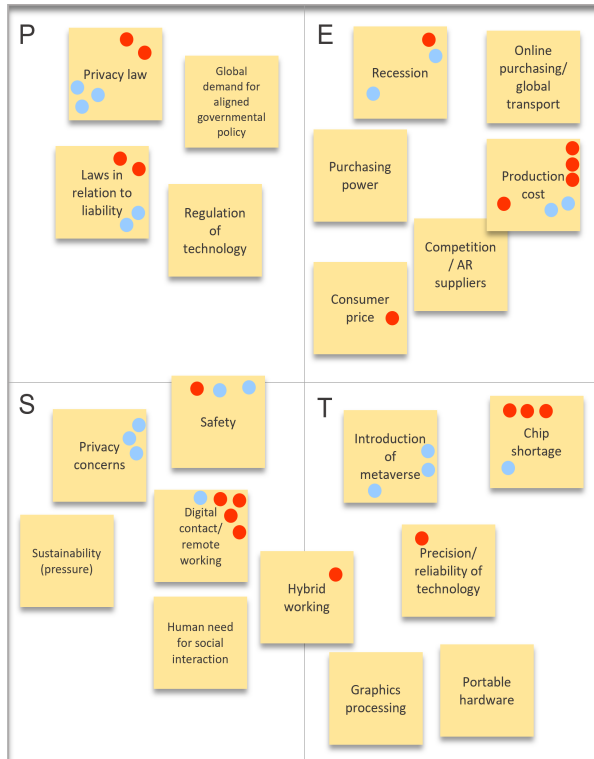 P
Privacy law
Global
demand for
aligned
governmental
policy
Laws in
relation to
liability
Regulation
of
technology
E
Recession
Online
purchasing/
global
transport
Purchasing
power
Production
cost
Competition
/ AR
suppliers
Consumer
price
S
Safety
Privacy
concerns
Digital
contact/
remote
working
Sustainability
(pressure)
Hybrid
working
Human need
for social
interaction
T
Introduction
of
metaverse
Chip
shortage
Precision/
reliability of
technology
Graphics
processing
Portable
hardware